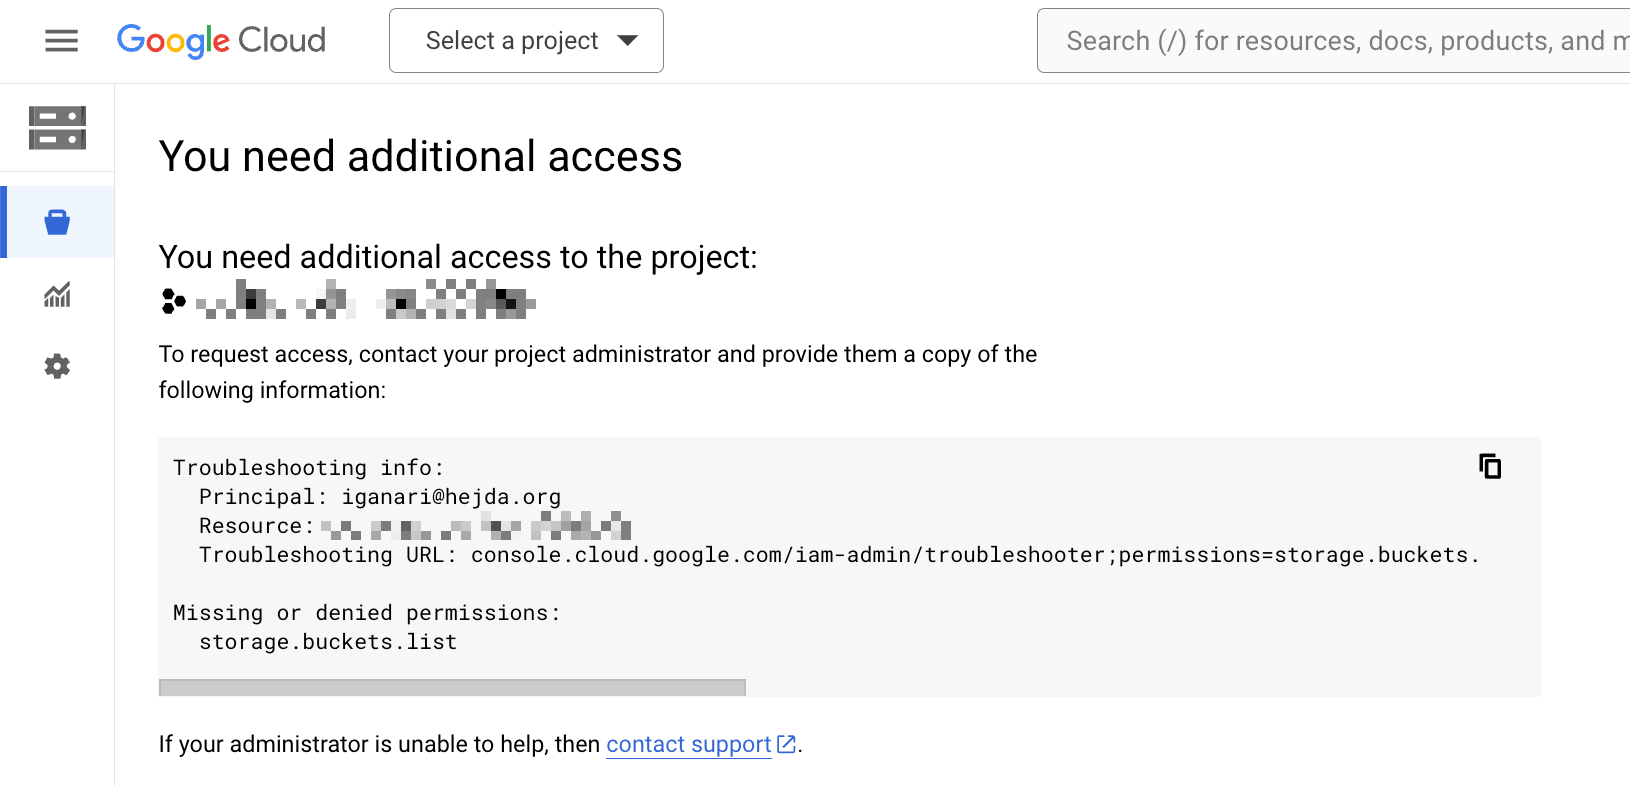 Google Cloud
Select a project
Search (/) for resources, docs, products, and
You need additional access
You need additional access to the project:
To request access, contact your project administrator and provide them a copy of the
following information:
Troubleshooting info:
Principal: iganari@hejda.org
Resource:
Troubleshooting URL: console.cloud.google.com/iam-admin/troubleshooter;permissions=storage.buckets.
Missing or denied permissions:
storage.buckets.list
If your administrator is unable to help, then contact support.